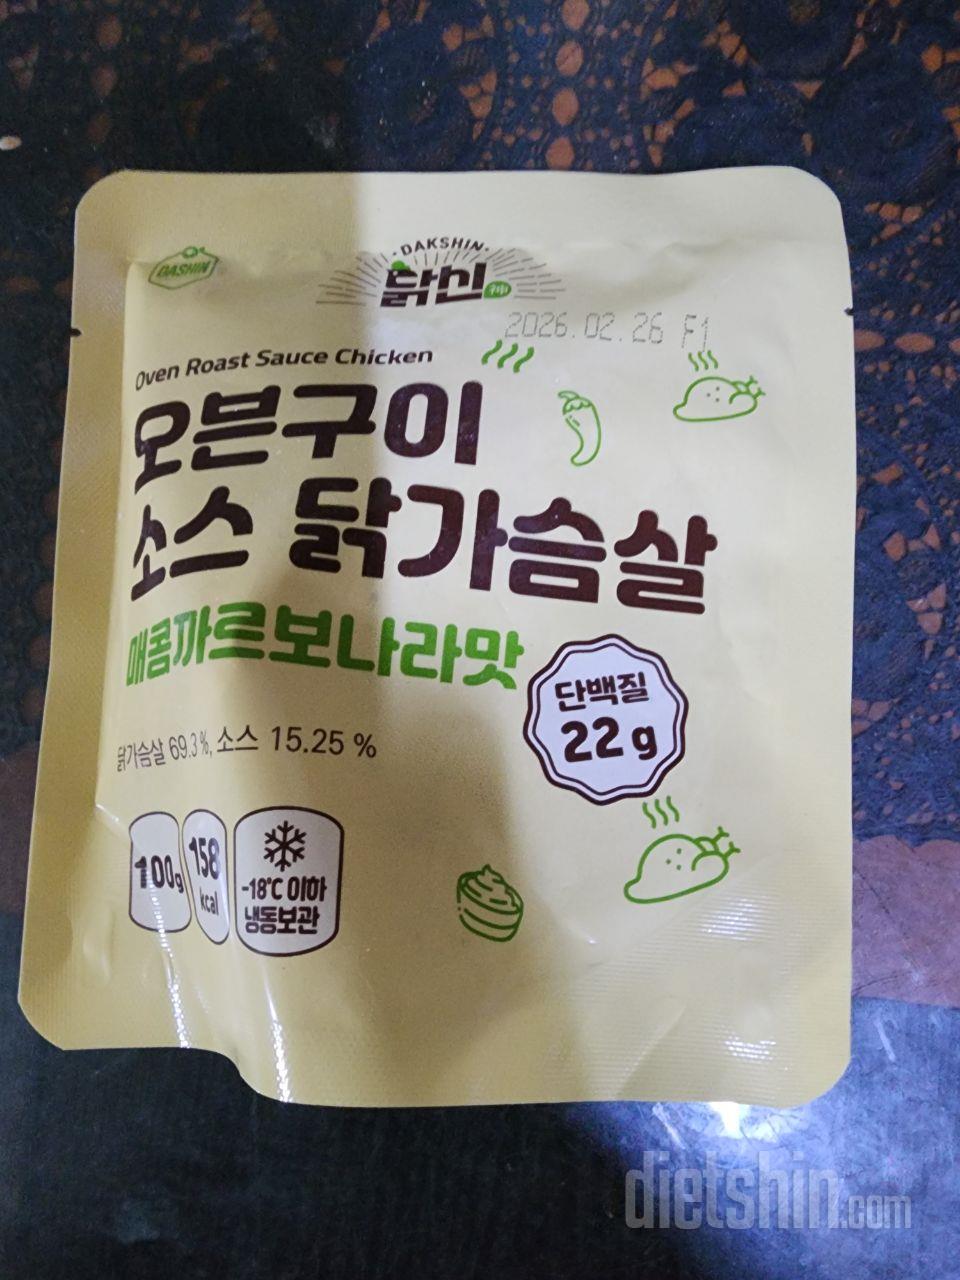 DASHIN
·DAKSHIN·
닭신
2026.02.26 F1
Oven Roast Sauce Chicken
오븐구이
소스 닭가슴살
매콤까르보나라맛
단백질
22g
닭가슴살 69.3%, 소스 15.25%
100g
158
kcal
-18℃ 이하
냉동보관
dietshin.com